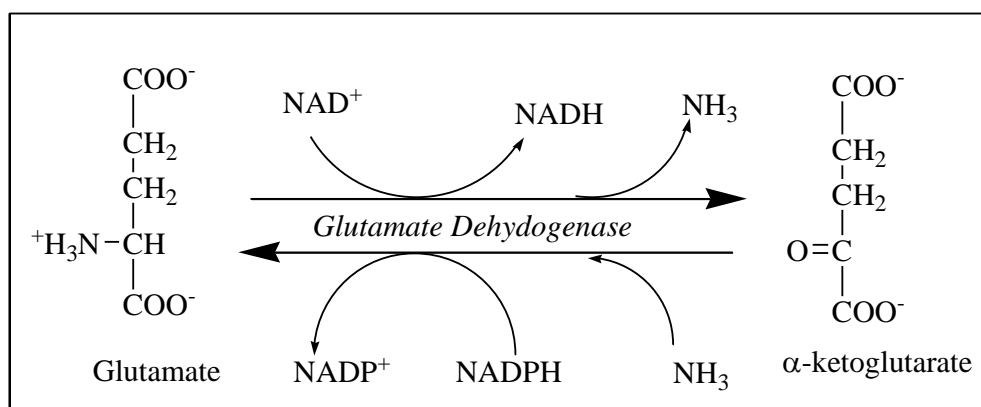 COO⁻
CH₂
CH₂
⁺H₃N–CH
COO⁻
Glutamate
NAD⁺
NADH
NH₃
Glutamate Dehydogenase
NADP⁺
NADPH
NH₃
COO⁻
CH₂
CH₂
O=C
COO⁻
α-ketoglutarate